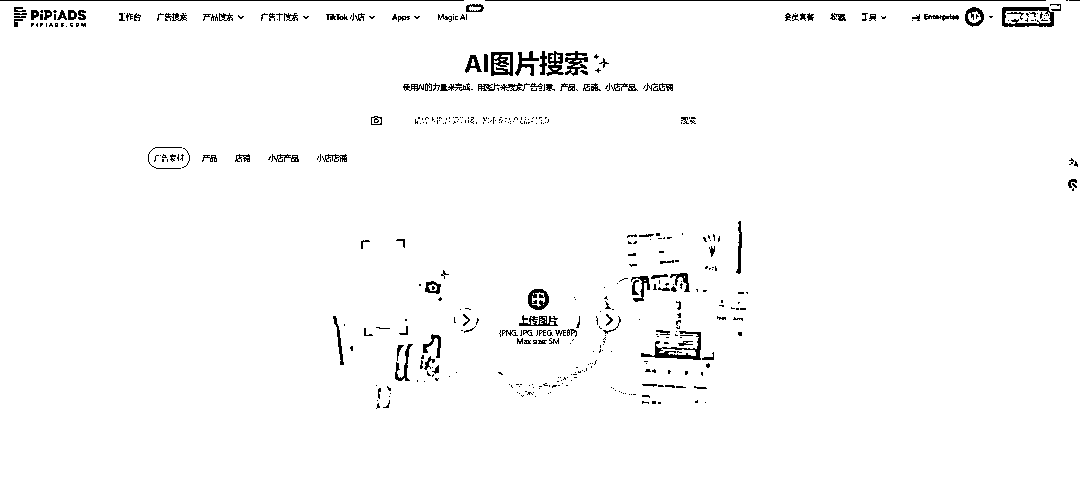 PiPiADS
PIPIADS.COM
工作台 广告搜索 产品搜索 广告主搜索 TikTok 小店 Apps Magic AI
会员套餐 收藏 工具 Enterprise
AI图片搜索
使用AI的力量来完成，用图片来搜索广告创意、产品、店铺、小店产品、小店店铺
搜索
广告素材 产品 店铺 小店产品 小店店铺
上传图片
(PNG, JPG, JPEG, WEBP)
Max size: 5M